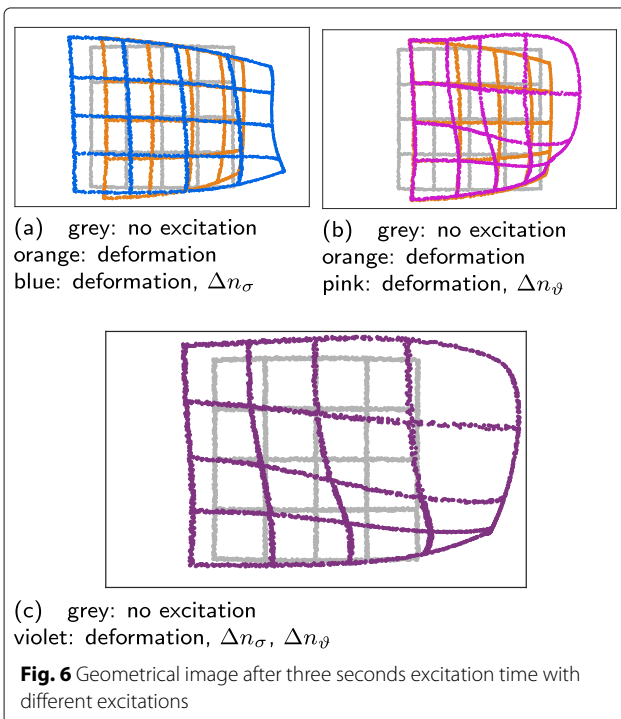 (a) grey: no excitation
orange: deformation
blue: deformation, Δn_σ
(b) grey: no excitation
orange: deformation
pink: deformation, Δn_ϑ
(c) grey: no excitation
violet: deformation, Δn_σ, Δn_ϑ
Fig. 6 Geometrical image after three seconds excitation time with
different excitations